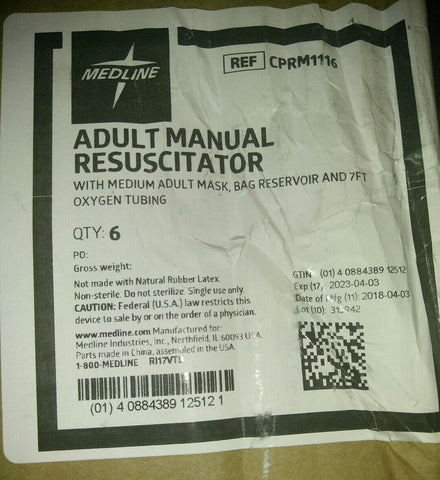 MEDLINE
REF CPRM1116
ADULT MANUAL
RESUSCITATOR
WITH MEDIUM ADULT MASK, BAG RESERVOIR AND 7FT
OXYGEN TUBING
QTY: 6
PO:
Gross weight:
Not made with Natural Rubber Latex.
Non-sterile. Do not sterilize. Single use only.
CAUTION: Federal (U.S.A.) law restricts this
device to sale by or on the order of a physician.
www.medline.com Manufactured for:
Medline Industries, Inc., Northfield, IL 60093 USA.
Parts made in China, assembled in the USA.
1-800-MEDLINE
(01) 4 0884389 12512 1
GTIN (01) 4 0884389 12512
Exp (17) 2023-04-03
Date of Mfg (11): 2018-04-03
Lot (10):